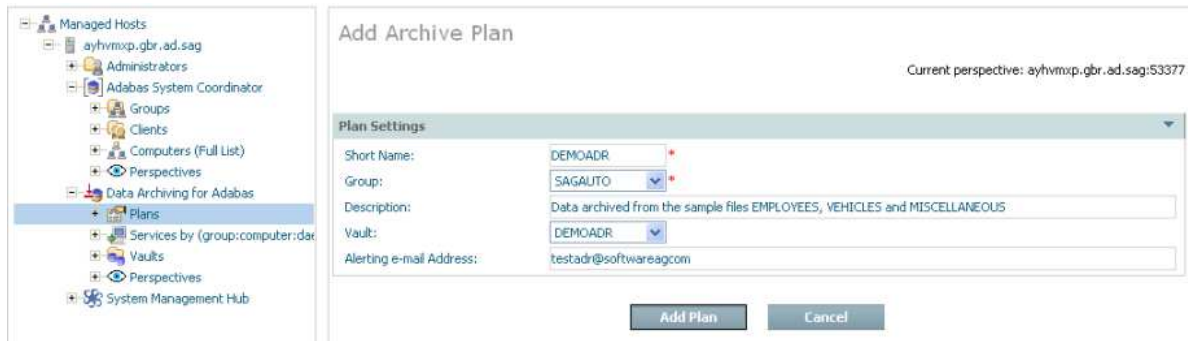 Managed Hosts
ayhvmxp.gbr.ad.sag
Administrators
Adabas System Coordinator
Groups
Clients
Computers (Full List)
Perspectives
Data Archiving for Adabas
Plans
Services by (group:computer:dae
Vaults
Perspectives
System Management Hub
Add Archive Plan
Current perspective: ayhvmxp.gbr.ad.sag:53377
Plan Settings
Short Name: DEMOADR *
Group: SAGAUTO *
Description: Data archived from the sample files EMPLOYEES, VEHICLES and MISCELLANEOUS
Vault: DEMOADR
Alerting e-mail Address: testadr@softwareagcom
Add Plan Cancel